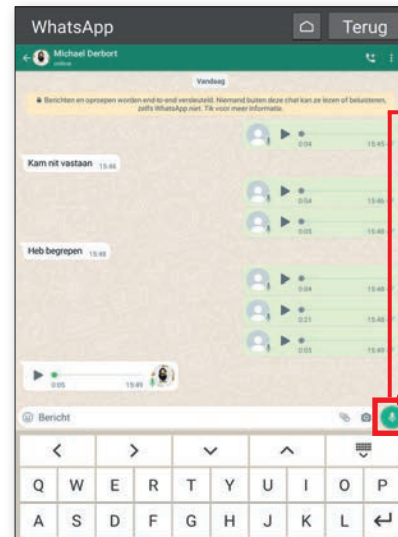 WhatsApp
Terug
Michael Derbort
online
Vandaag
Berichten en oproepen worden end-to-end versleuteld. Niemand buiten deze chat kan ze lezen of beluisteren,
zelfs WhatsApp niet. Tik voor meer informatie.
0:04 15:45
Kam nit vastaan 15:46
0:04 15:46
0:05 15:48
Heb begrepen 15:48
0:04 15:48
0:21 15:48
0:05 15:49
0:05 15:49
Bericht
Q W E R T Y U I O P
A S D F G H J K L